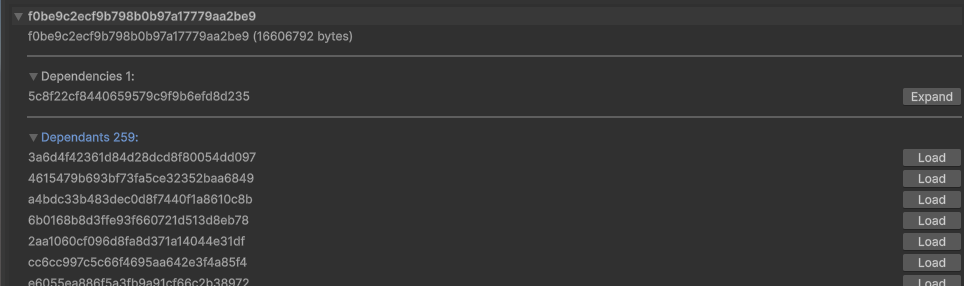 f0be9c2ecf9b798b0b97a17779aa2be9
f0be9c2ecf9b798b0b97a17779aa2be9 (16606792 bytes)
Dependencies 1:
5c8f22cf8440659579c9f9b6efd8d235 Expand
Dependants 259:
3a6d4f42361d84d28dcd8f80054dd097 Load
4615479b693bf73fa5ce32352baa6849 Load
a4bdc33b483dec0d8f7440f1a8610c8b Load
6b0168b8d3ffe93f660721d513d8eb78 Load
2aa1060cf096d8fa8d371a14044e31df Load
cc6cc997c5c66f4695aa642e3f4a85f4 Load
e6055ea886f5a3fb9a91cf66c2b38972 Load